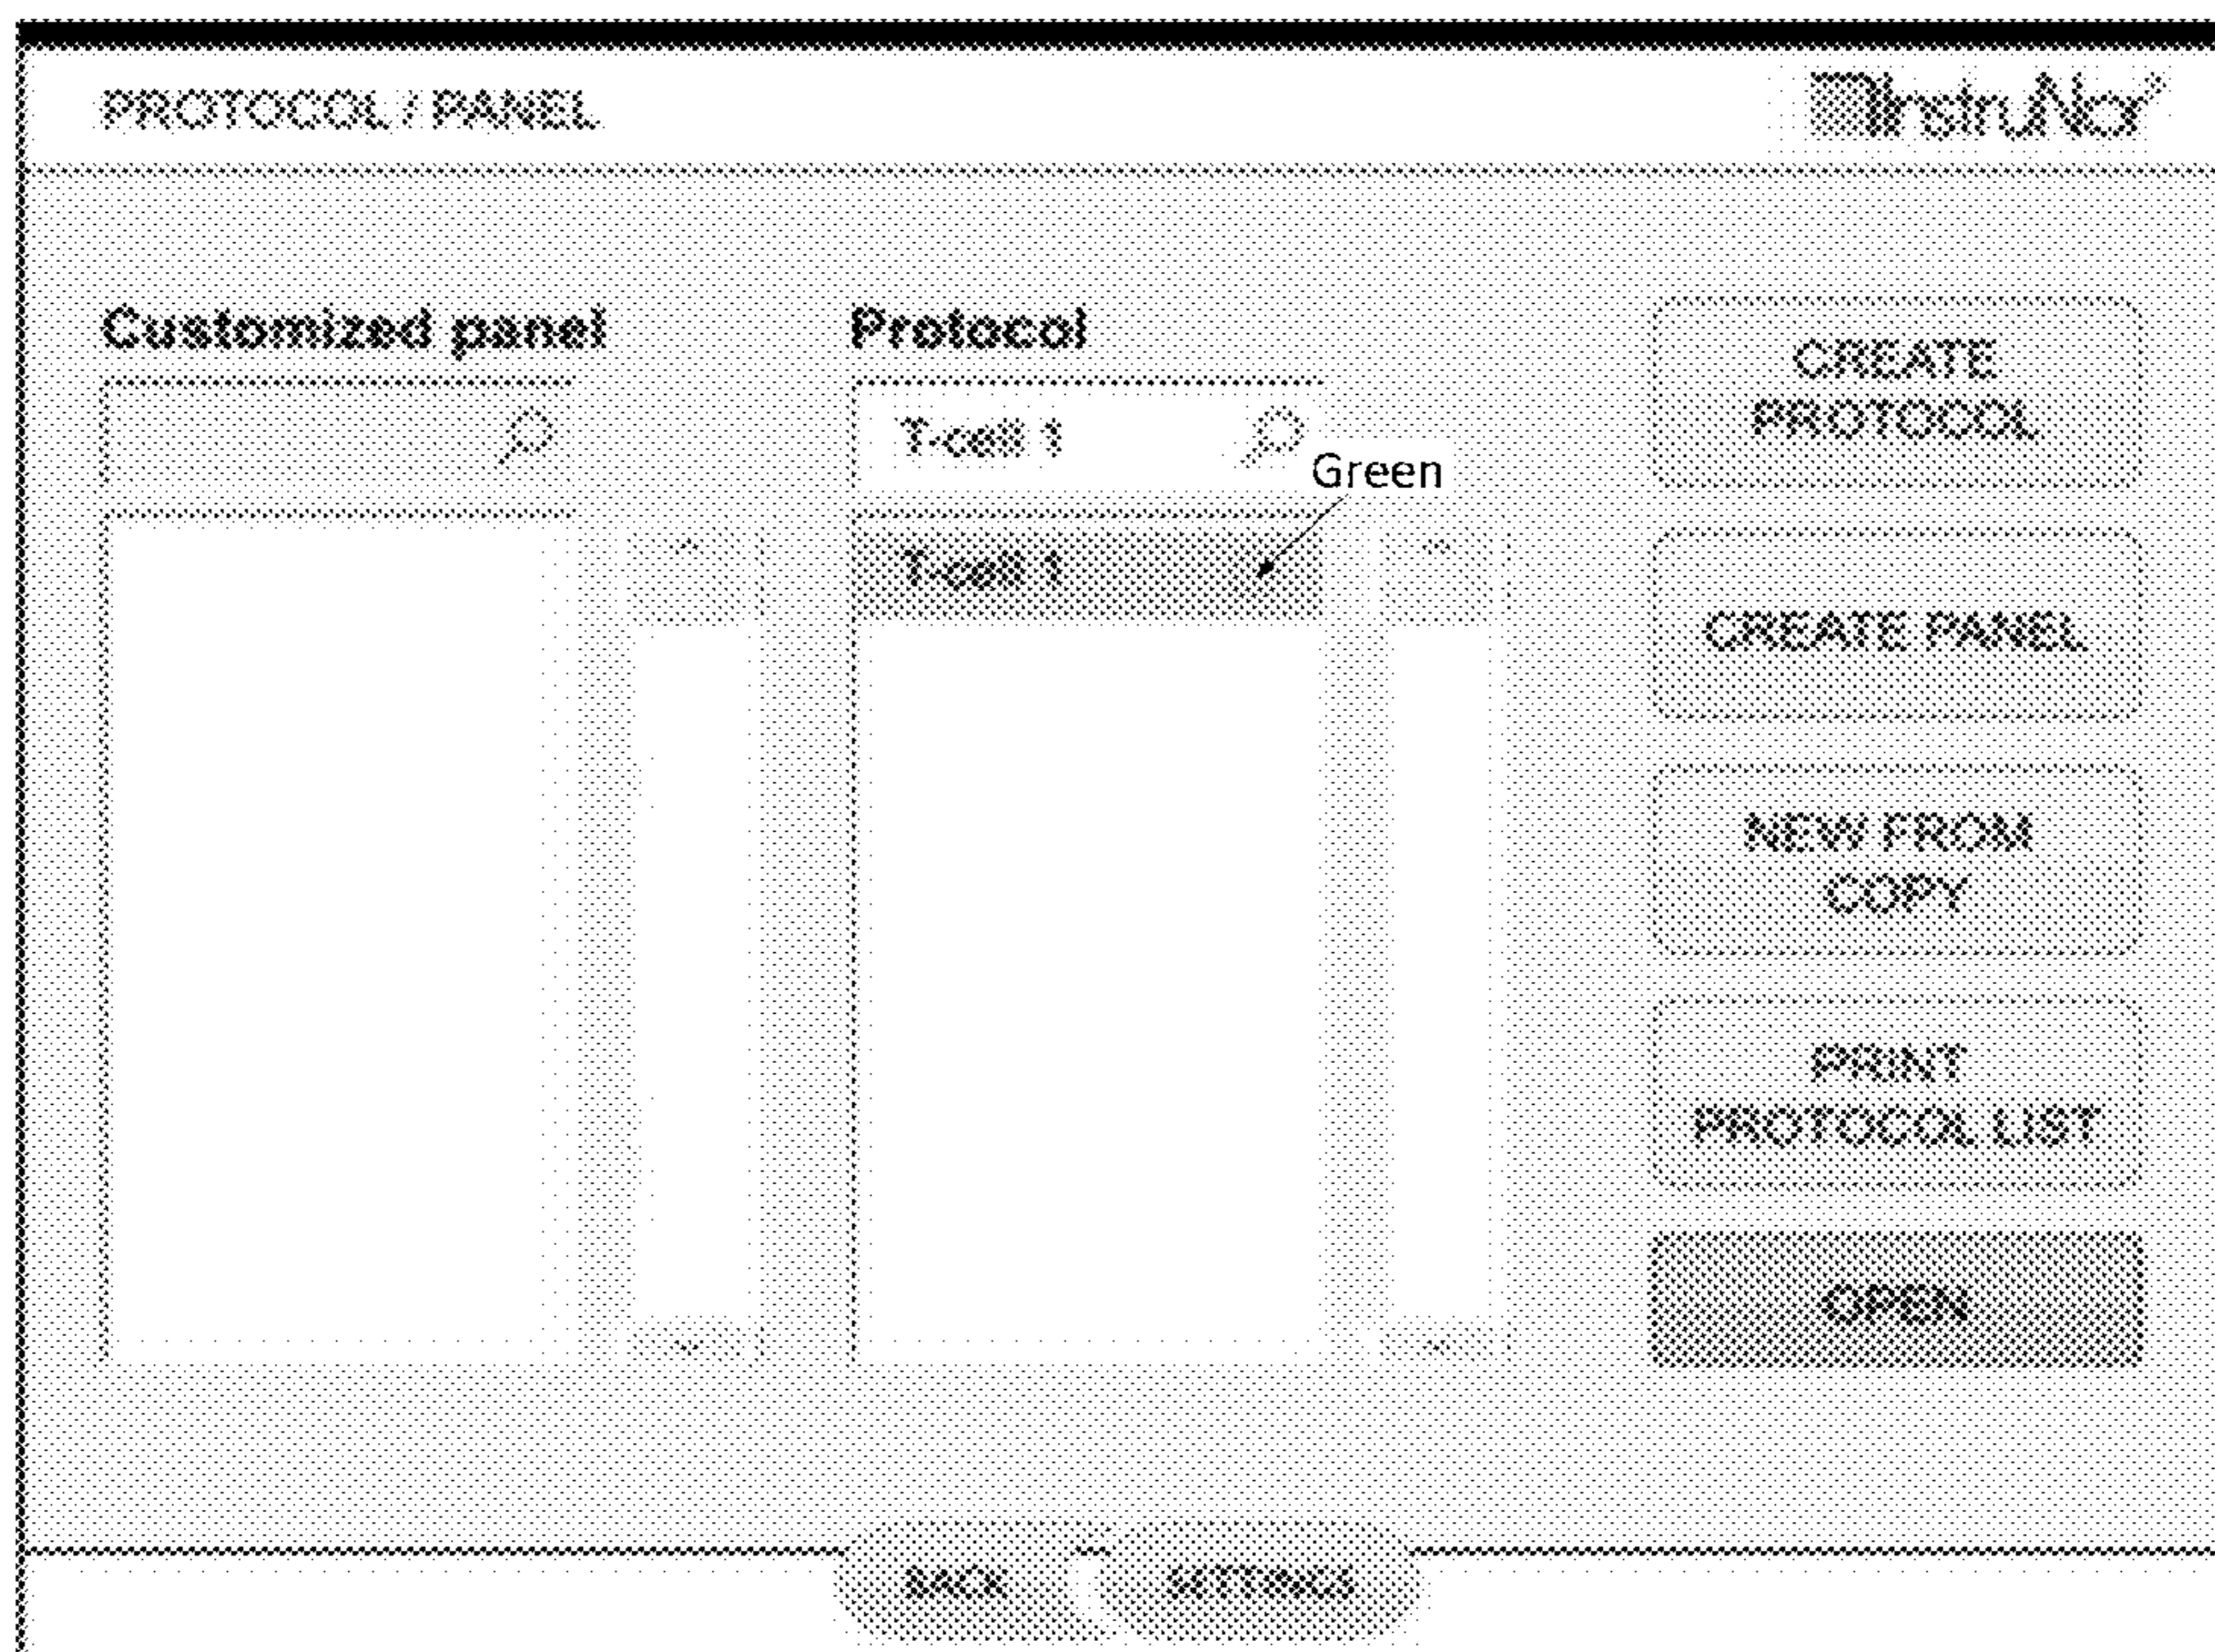 PROTOCOL / PANEL
InstruNor
Customized panel
Protocol
T-cell 1
Green
T-cell 1
CREATE
PROTOCOL
CREATE PANEL
NEW FROM
COPY
PRINT
PROTOCOL LIST
OPEN
BACK
SETTINGS